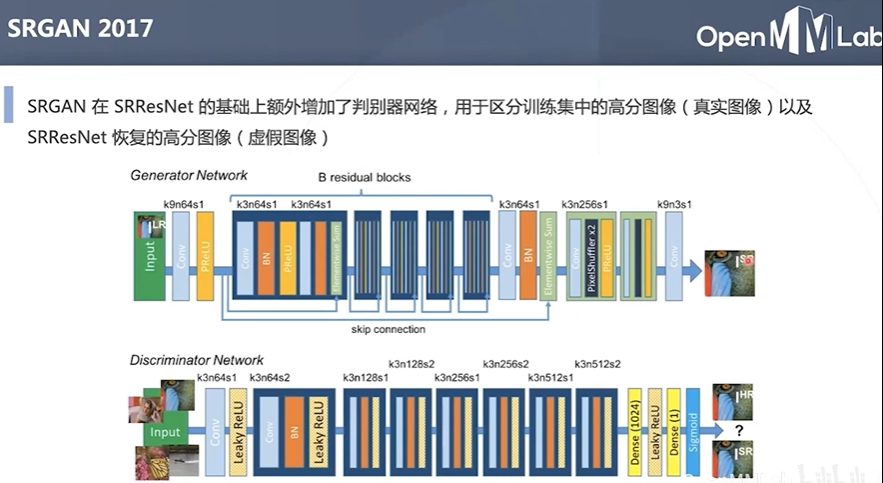 SRGAN 2017
OpenMMLab
SRGAN 在 SRResNet 的基础上额外增加了判别器网络，用于区分训练集中的高分图像（真实图像）以及
SRResNet 恢复的高分图像（虚假图像）
Generator Network
B residual blocks
k9n64s1
k3n64s1 k3n64s1
k3n64s1
k3n256s1
k9n3s1
Input
LR
Conv
PReLU
Conv
BN
PReLU
Elementwise Sum
Conv
BN
Elementwise Sum
Conv
PixelShuffler x2
PReLU
Conv
skip connection
Discriminator Network
k3n64s1
k3n64s2
k3n128s1
k3n128s2
k3n256s1
k3n256s2
k3n512s1
k3n512s2
Input
Conv
Leaky ReLU
Conv
BN
Leaky ReLU
Dense (1024)
Leaky ReLU
Dense (1)
Sigmoid
HR
?
SR